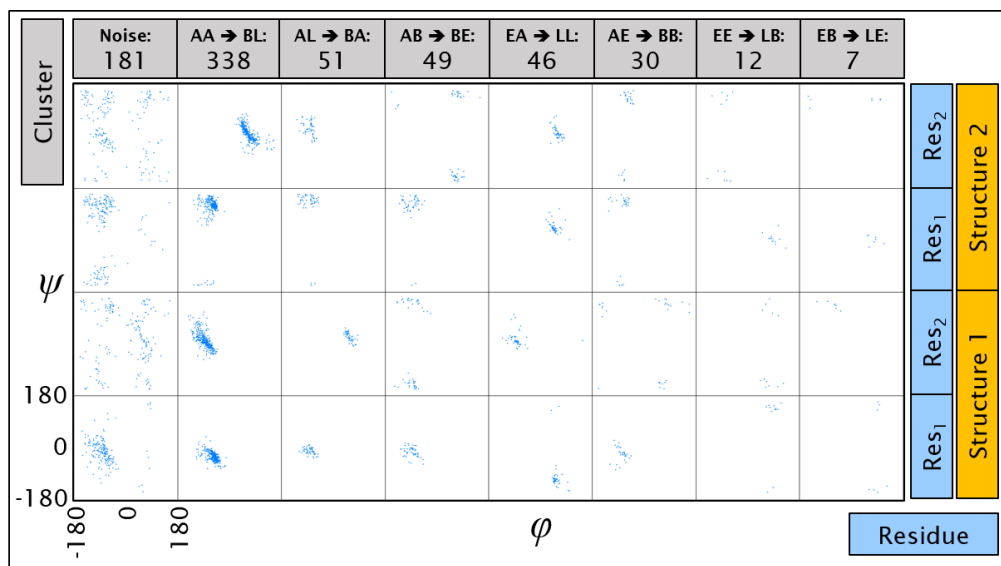 Cluster
Noise:
181
AA ➔ BL:
338
AL ➔ BA:
51
AB ➔ BE:
49
EA ➔ LL:
46
AE ➔ BB:
30
EE ➔ LB:
12
EB ➔ LE:
7
Res2
Res1
Structure 2
Res2
Res1
Structure 1
ψ
180
0
-180
-180
0
180
φ
Residue